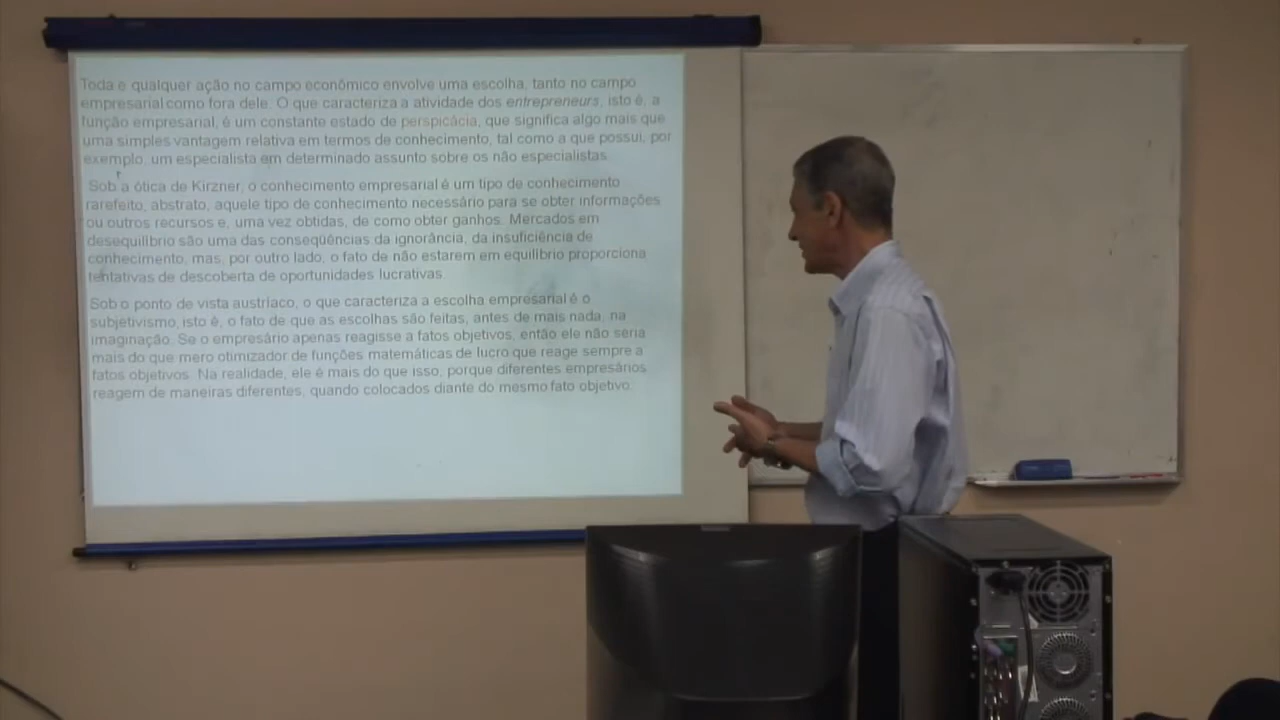 Toda e qualquer ação no campo econômico envolve uma escolha, tanto no campo
empresarial como fora dele. O que caracteriza a atividade dos entrepreneurs, isto é, a
função empresarial, é um constante estado de perspicácia, que significa algo mais que
uma simples vantagem relativa em termos de conhecimento, tal como a que possui, por
exemplo, um especialista em determinado assunto sobre os não especialistas.
Sob a ótica de Kirzner, o conhecimento empresarial é um tipo de conhecimento
rarefeito, abstrato, aquele tipo de conhecimento necessário para se obter informações
ou outros recursos e, uma vez obtidas, de como obter ganhos. Mercados em
desequilíbrio são uma das conseqüências da ignorância, da insuficiência de
conhecimento, mas, por outro lado, o fato de não estarem em equilíbrio proporciona
tentativas de descoberta de oportunidades lucrativas.
Sob o ponto de vista austríaco, o que caracteriza a escolha empresarial é o
subjetivismo, isto é, o fato de que as escolhas são feitas, antes de mais nada, na
imaginação. Se o empresário apenas reagisse a fatos objetivos, então ele não seria
mais do que mero otimizador de funções matemáticas de lucro que reage sempre a
fatos objetivos. Na realidade, ele é mais do que isso, porque diferentes empresários
reagem de maneiras diferentes, quando colocados diante do mesmo fato objetivo.